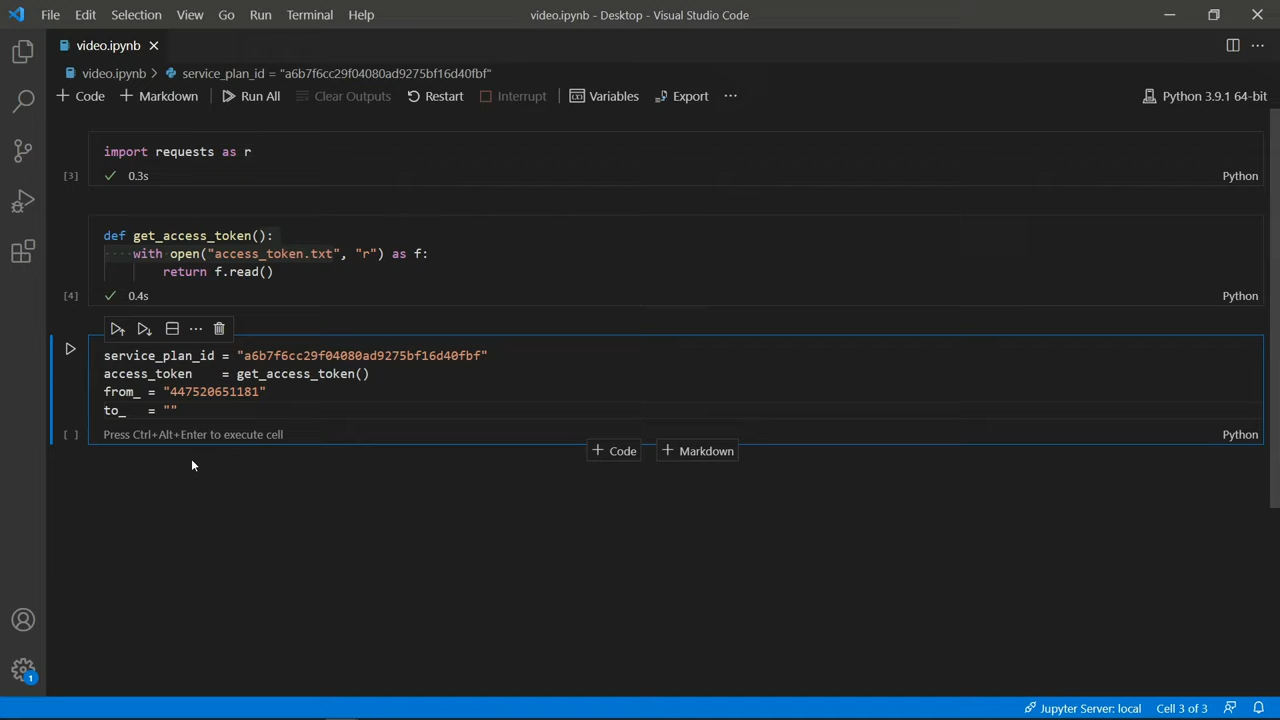 File Edit Selection View Go Run Terminal Help video.ipynb - Desktop - Visual Studio Code
video.ipynb
video.ipynb service_plan_id = "a6b7f6cc29f04080ad9275bf16d40fbf"
Code Markdown Run All Clear Outputs Restart Interrupt Variables Export Python 3.9.1 64-bit
import requests as r
[3] 0.3s Python
def get_access_token():
with open("access_token.txt", "r") as f:
return f.read()
[4] 0.4s Python
service_plan_id = "a6b7f6cc29f04080ad9275bf16d40fbf"
access_token = get_access_token()
from_ = "447520651181"
to_ = ""
[ ] Press Ctrl+Alt+Enter to execute cell Python
Code Markdown
1
Jupyter Server: local Cell 3 of 3